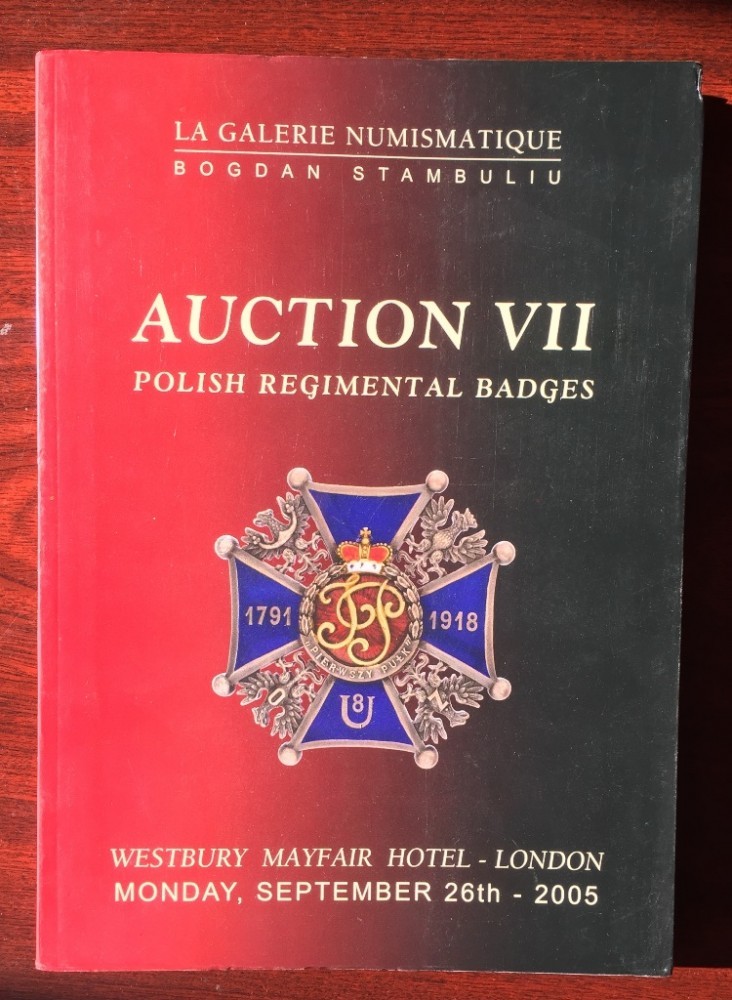 LA GALERIE NUMISMATIQUE
BOGDAN STAMBULIU
AUCTION VII
POLISH REGIMENTAL BADGES
1791
1918
PIERWSZY PUŁK
U8
O
L
WESTBURY MAYFAIR HOTEL - LONDON
MONDAY, SEPTEMBER 26th - 2005